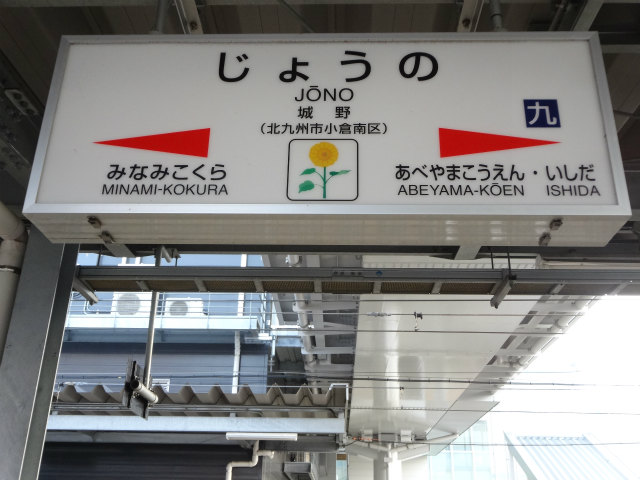 じょうの
JŌNO
城野
(北九州市小倉南区)
九
みなみこくら
MINAMI-KOKURA
あべやまこうえん・いしだ
ABEYAMA-KŌEN ISHIDA